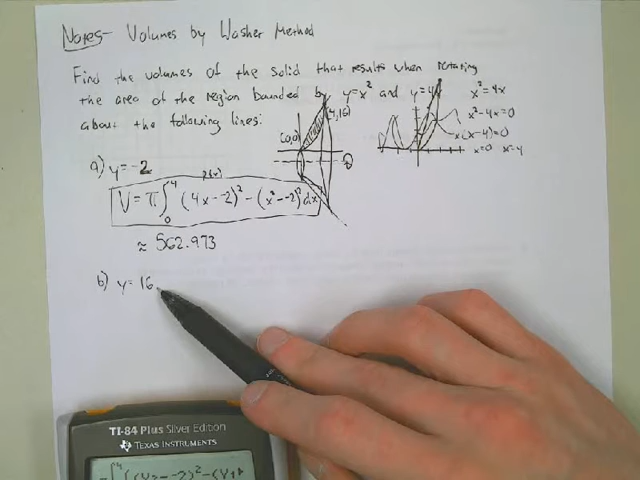 Notes- Volumes by Washer Method
Find the volumes of the solid that results when rotating
the area of the region bounded by y=x² and y=4x
about the following lines:
x²=4x
x²-4x=0
x(x-4)=0
x=0 x=4
(0,0)
(4,16)
a) y=-2
V = π∫₀⁴ (4x--2)² - (x²--2)² dx
≈ 562.973
b) y=16
TI-84 Plus Silver Edition
TEXAS INSTRUMENTS